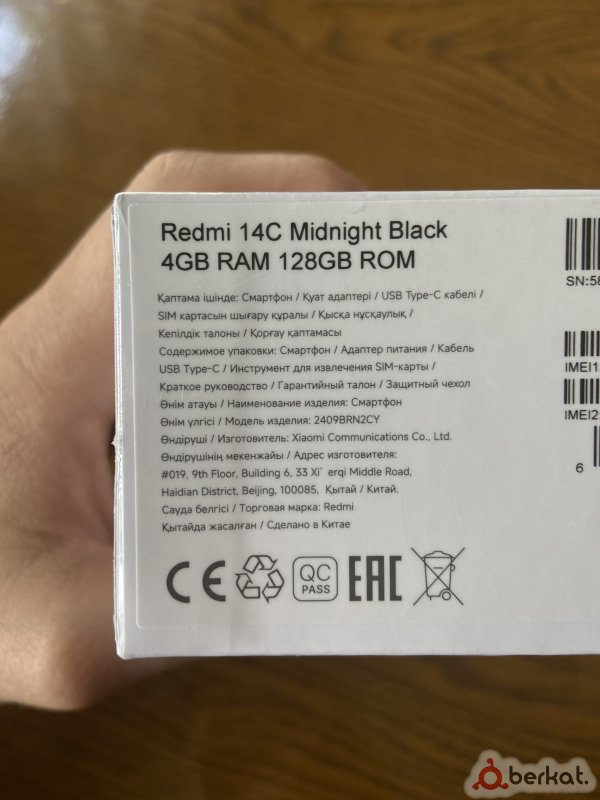 Redmi 14C Midnight Black
4GB RAM 128GB ROM
Қаптама ішінде: Смартфон / Қуат адаптері / USB Type-C кабелі /
SIM картасын шығару құралы / Қысқа нұсқаулық /
Кепілдік талоны / Қорғау қаптамасы
Содержимое упаковки: Смартфон / Адаптер питания / Кабель
USB Type-C / Инструмент для извлечения SIM-карты /
Краткое руководство / Гарантийный талон / Защитный чехол
Өнім атауы / Наименование изделия: Смартфон
Өнім үлгісі / Модель изделия: 2409BRN2CY
Өндіруші / Изготовитель: Xiaomi Communications Co., Ltd.
Өндірушінің мекенжайы / Адрес изготовителя:
#019, 9th Floor, Building 6, 33 Xi' erqi Middle Road,
Haidian District, Beijing, 100085, Қытай / Китай.
Сауда белгісі / Торговая марка: Redmi
Қытайда жасалған / Сделано в Китае
CE QC PASS EAC
SN:58
IMEI1
IMEI2
6
berkat.